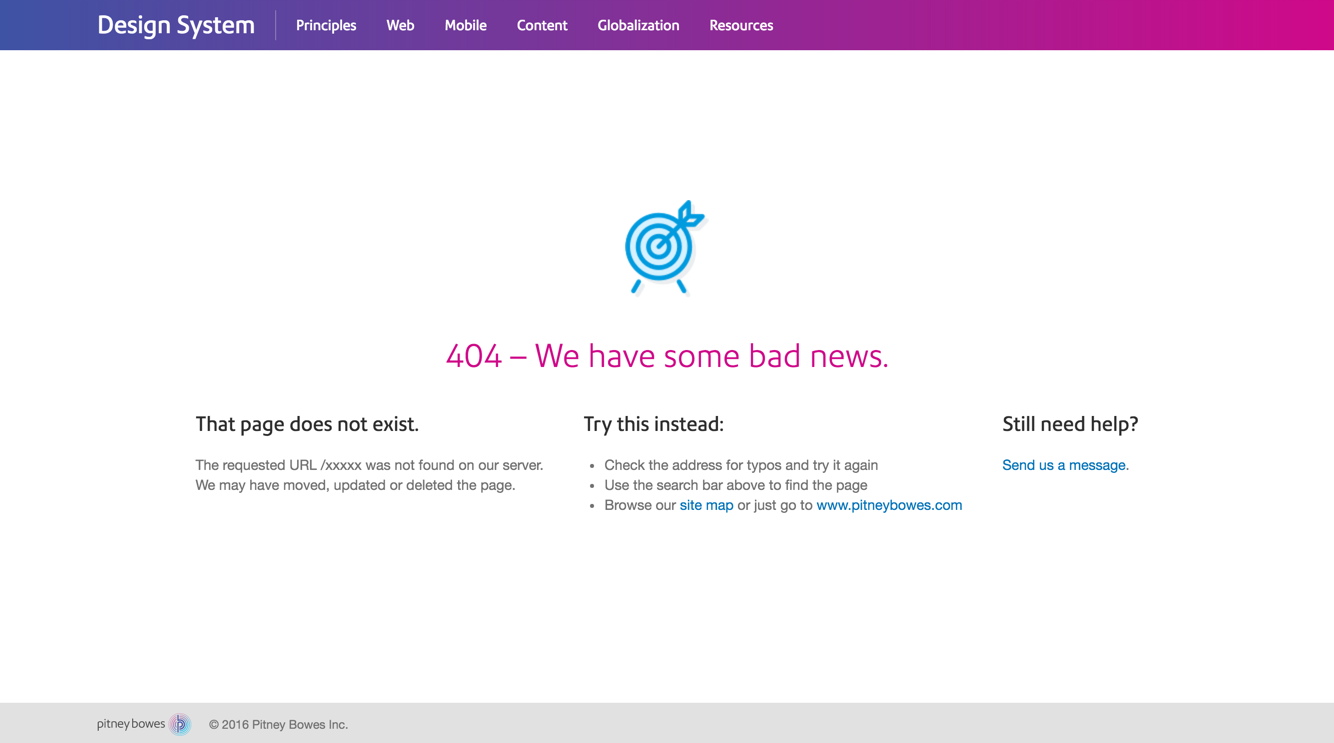 Design System
Principles
Web
Mobile
Content
Globalization
Resources
404 – We have some bad news.
That page does not exist.
The requested URL /xxxxx was not found on our server.
We may have moved, updated or deleted the page.
Try this instead:
• Check the address for typos and try it again
• Use the search bar above to find the page
• Browse our site map or just go to www.pitneybowes.com
Still need help?
Send us a message.
pitney bowes
© 2016 Pitney Bowes Inc.